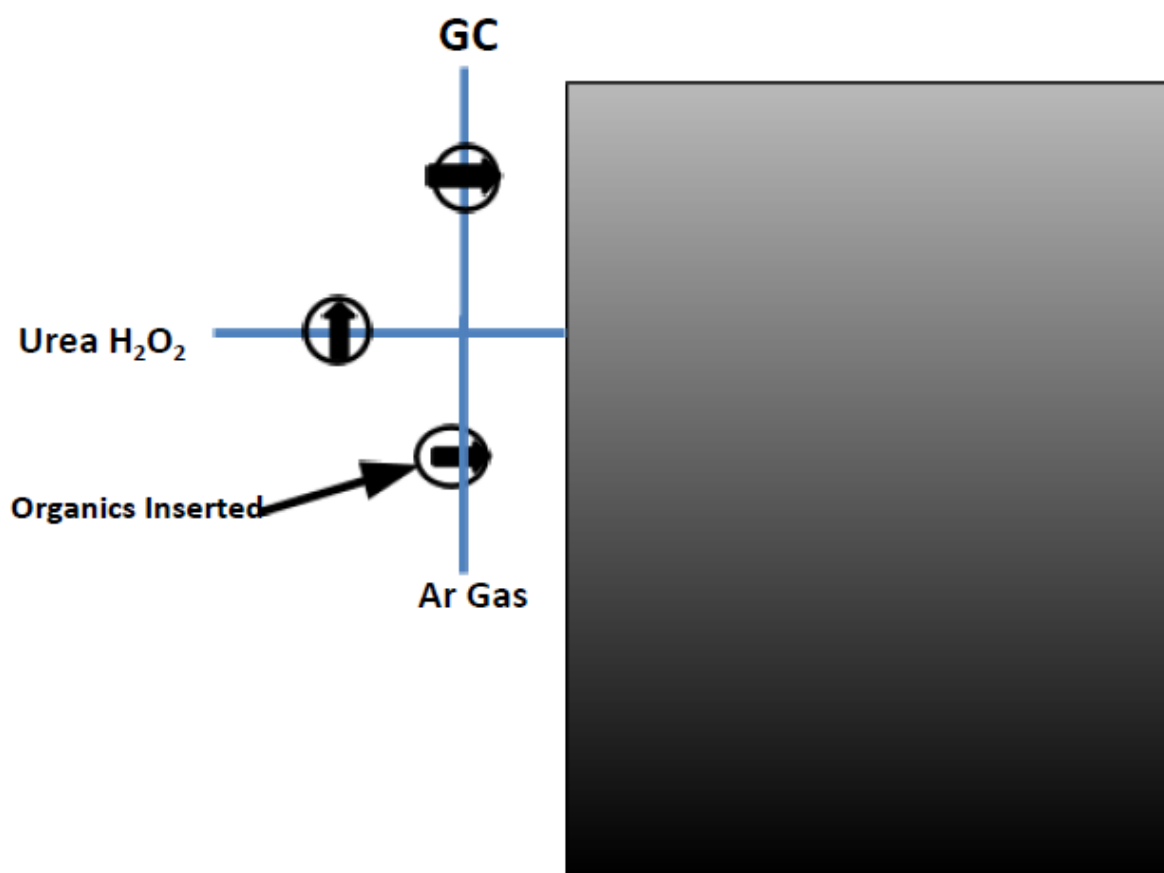 GC
Urea H₂O₂
Organics Inserted
Ar Gas